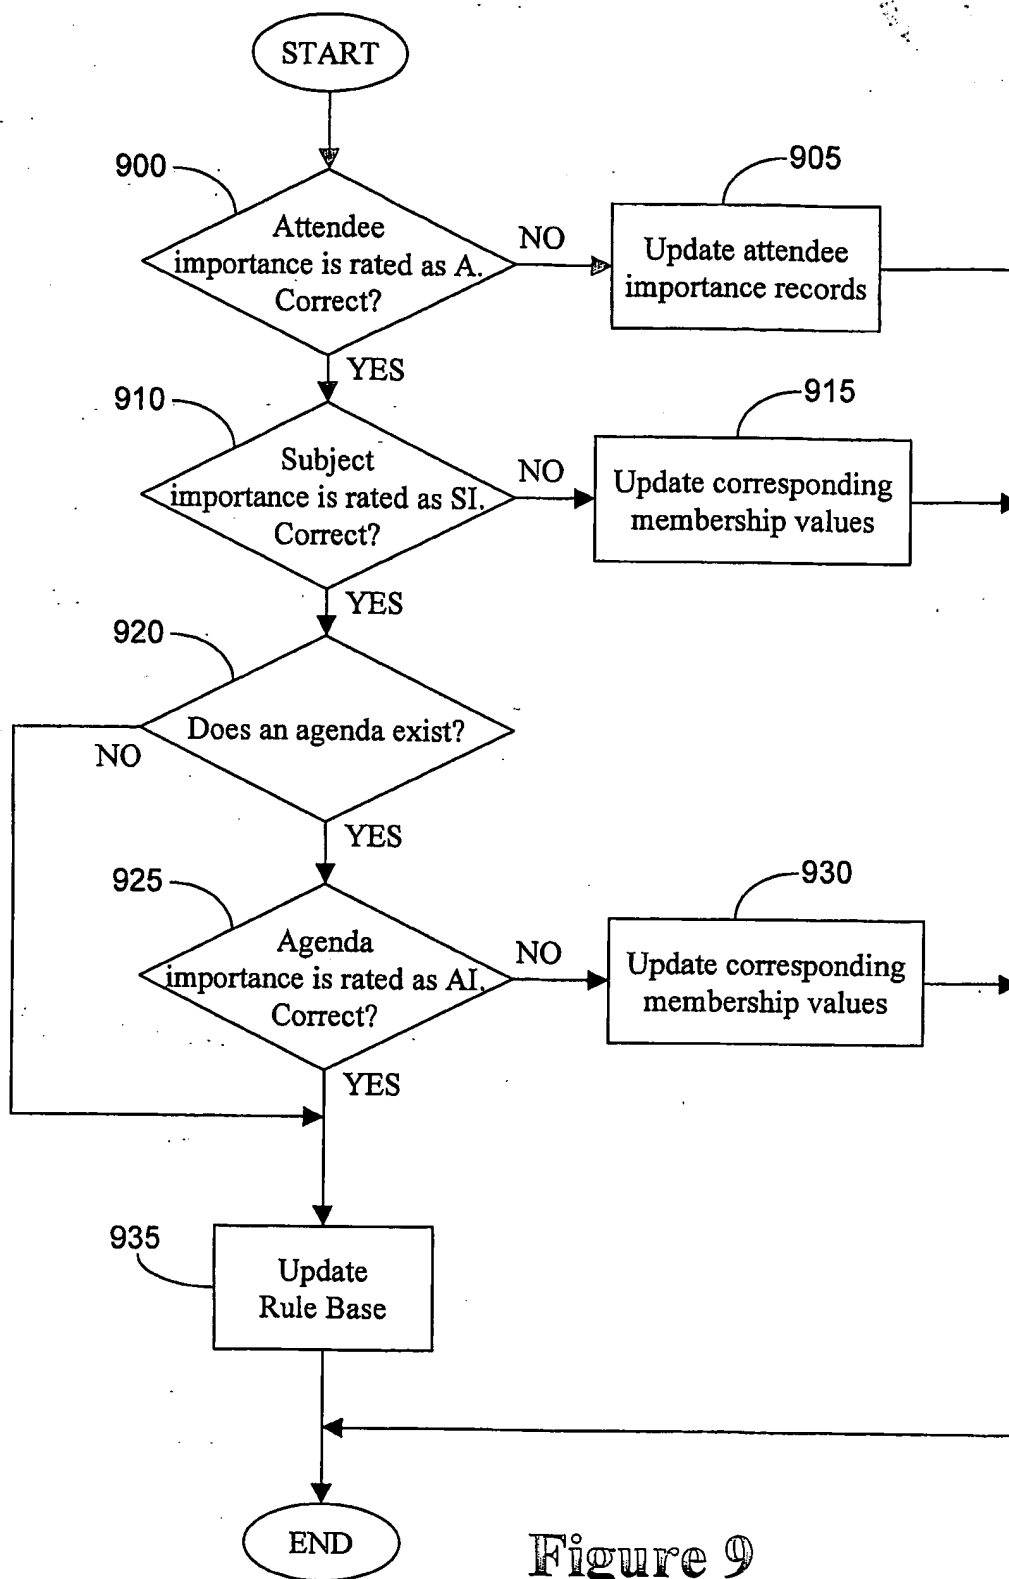 START
900
Attendee
importance is rated as A.
Correct?
NO
905
Update attendee
importance records
YES
910
Subject
importance is rated as SI.
Correct?
NO
915
Update corresponding
membership values
YES
920
Does an agenda exist?
NO
YES
925
Agenda
importance is rated as AI.
Correct?
NO
930
Update corresponding
membership values
YES
935
Update
Rule Base
END
Figure 9